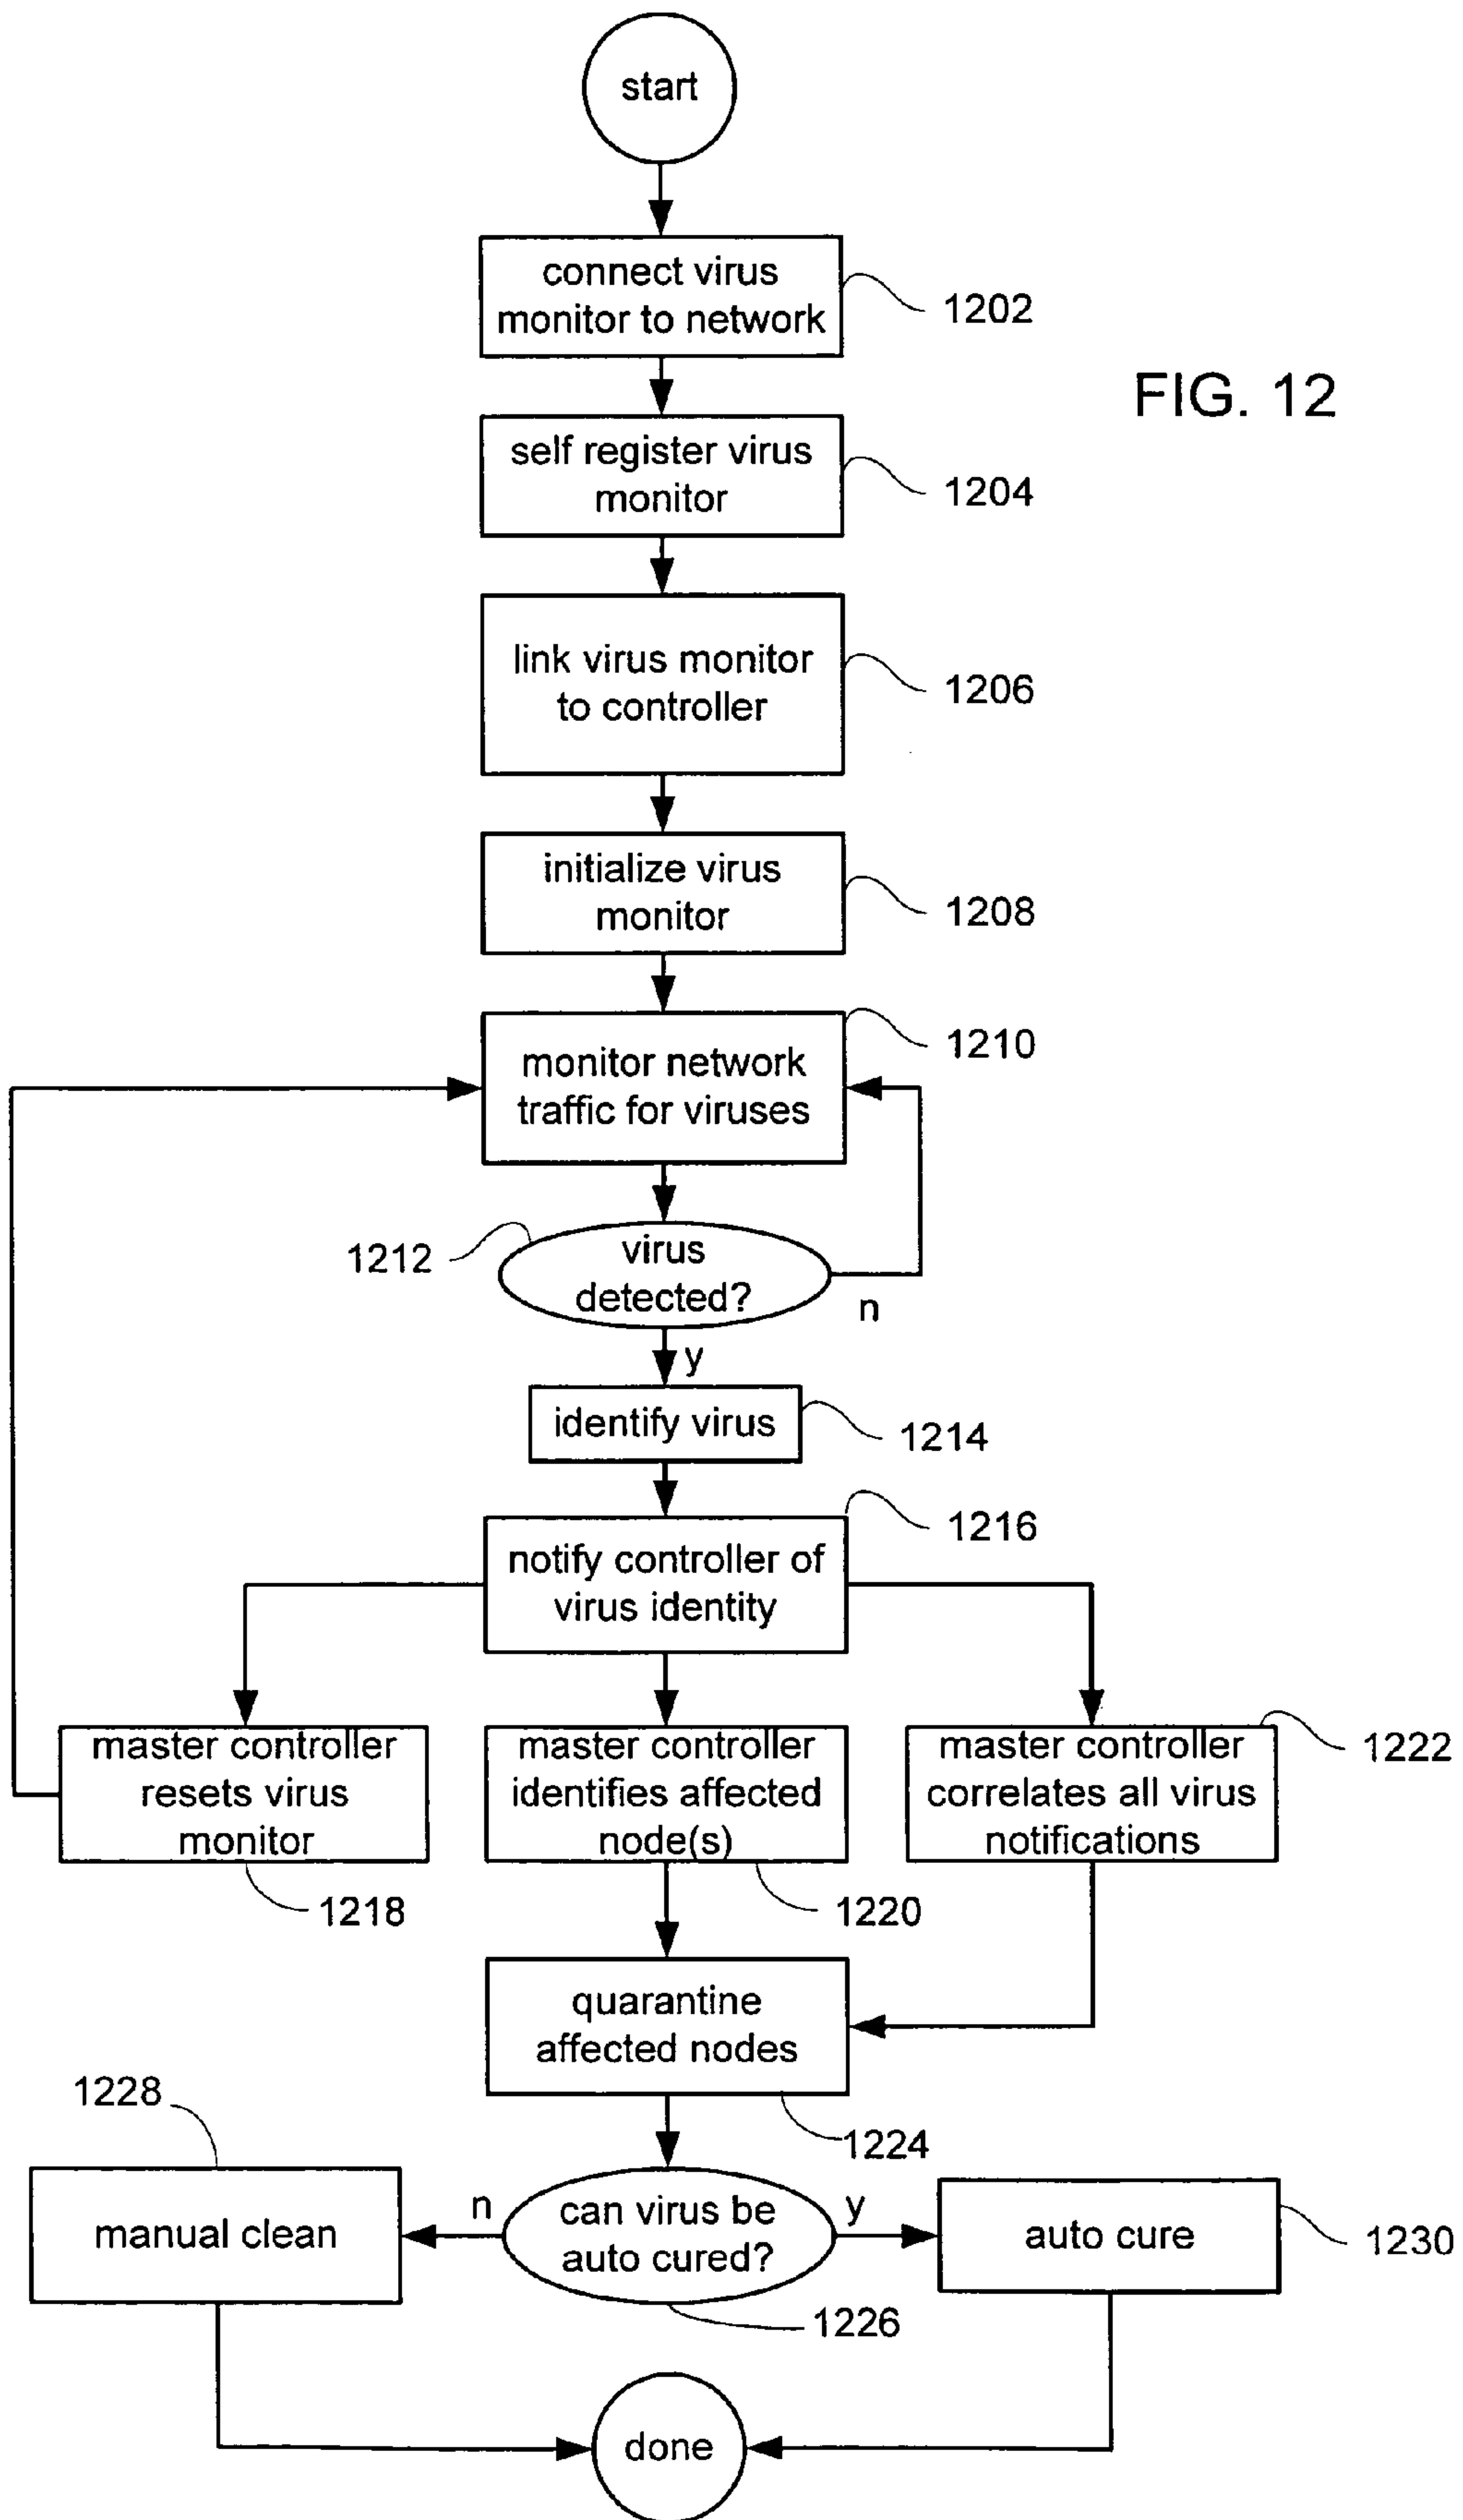 start
connect virus
monitor to network
1202
FIG. 12
self register virus
monitor
1204
link virus monitor
to controller
1206
initialize virus
monitor
1208
monitor network
traffic for viruses
1210
1212
virus
detected?
n
y
identify virus
1214
notify controller of
virus identity
1216
master controller
resets virus
monitor
1218
master controller
identifies affected
node(s)
1220
master controller
correlates all virus
notifications
1222
quarantine
affected nodes
1224
1228
manual clean
n
can virus be
auto cured?
y
1226
auto cure
1230
done